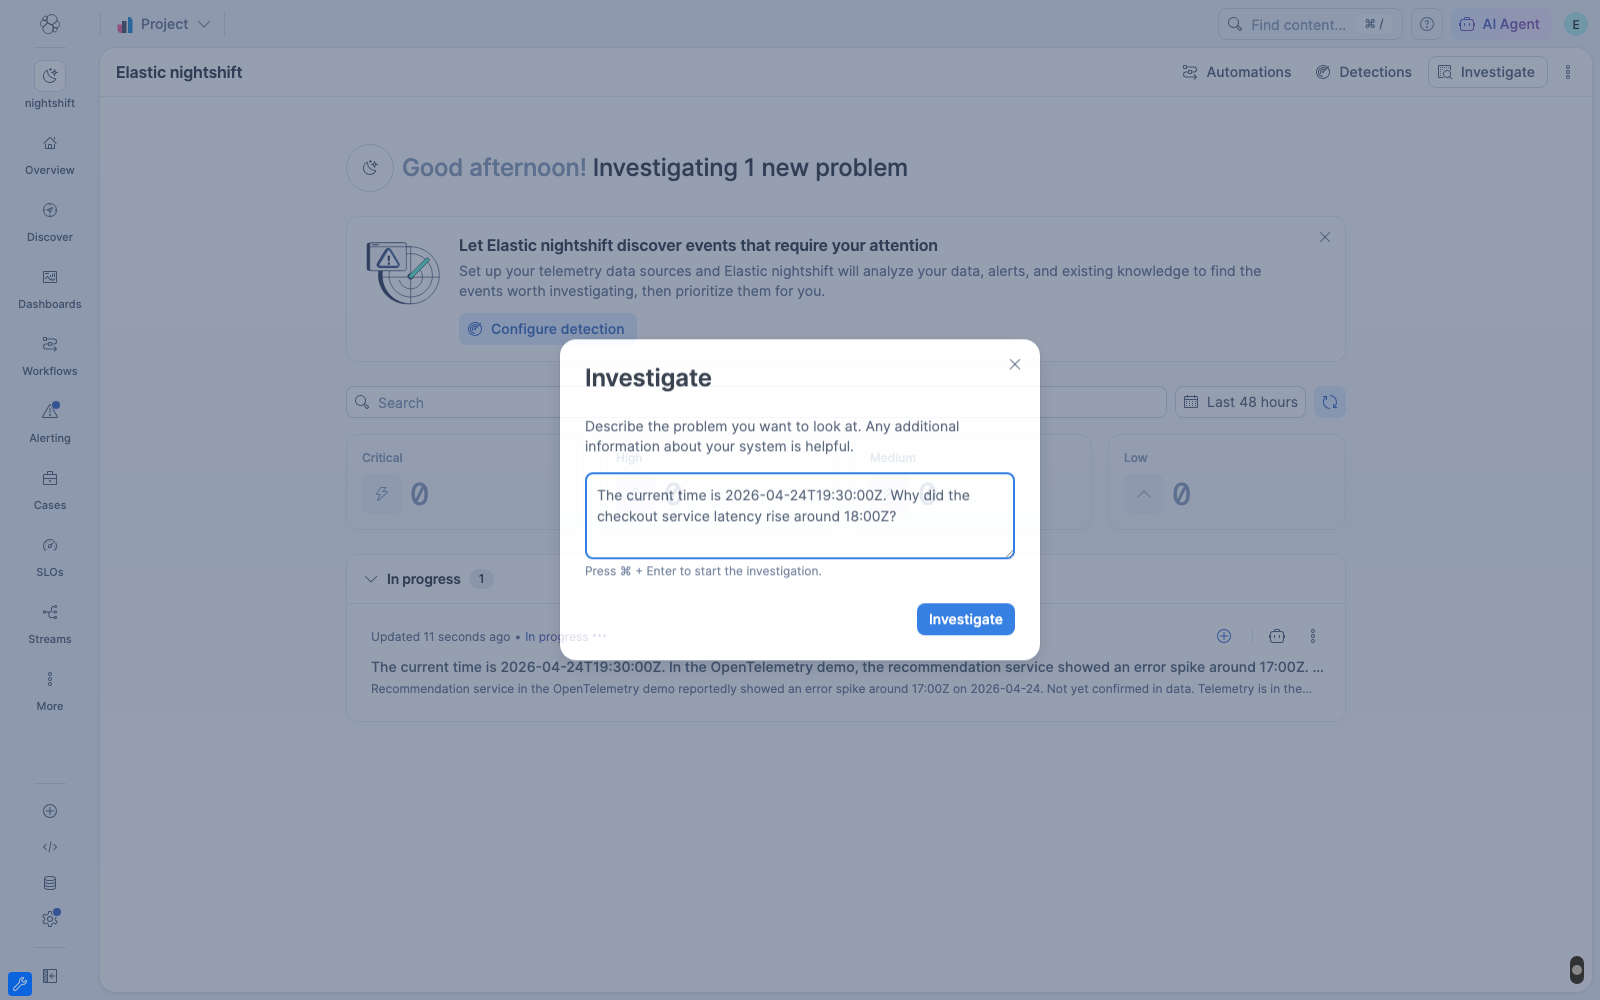 Project
Find content...
⌘ /
AI Agent
E
Elastic nightshift
Automations
Detections
Investigate
nightshift
Overview
Discover
Dashboards
Workflows
Alerting
Cases
SLOs
Streams
More
Good afternoon! Investigating 1 new problem
Let Elastic nightshift discover events that require your attention
Set up your telemetry data sources and Elastic nightshift will analyze your data, alerts, and existing knowledge to find the
events worth investigating, then prioritize them for you.
Configure detection
Search
Last 48 hours
Critical
0
High
0
Medium
0
Low
0
Investigate
Describe the problem you want to look at. Any additional
information about your system is helpful.
The current time is 2026-04-24T19:30:00Z. Why did the
checkout service latency rise around 18:00Z?
Press ⌘ + Enter to start the investigation.
Investigate
In progress 1
Updated 11 seconds ago • In progress •••
The current time is 2026-04-24T19:30:00Z. In the OpenTelemetry demo, the recommendation service showed an error spike around 17:00Z. ...
Recommendation service in the OpenTelemetry demo reportedly showed an error spike around 17:00Z on 2026-04-24. Not yet confirmed in data. Telemetry is in the...